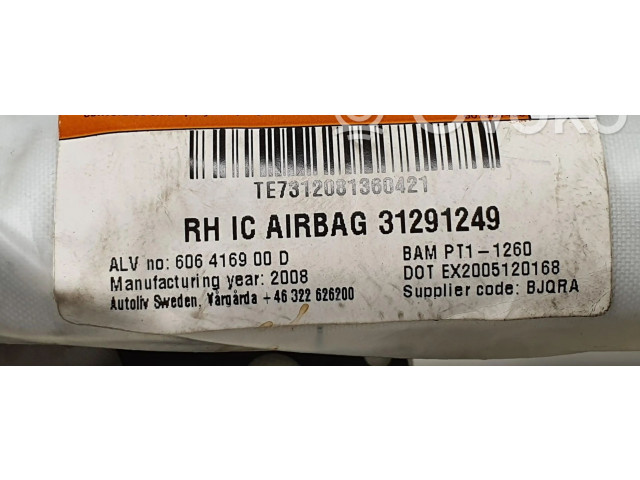 TE7312081360421
RH IC AIRBAG 31291249
ALV no: 606 4169 00 D
BAM PT1-1260
Manufacturing year: 2008
DOT EX2005120168
Autoliv Sweden, Vårgårda +46 322 626200
Supplier code: BJQRA